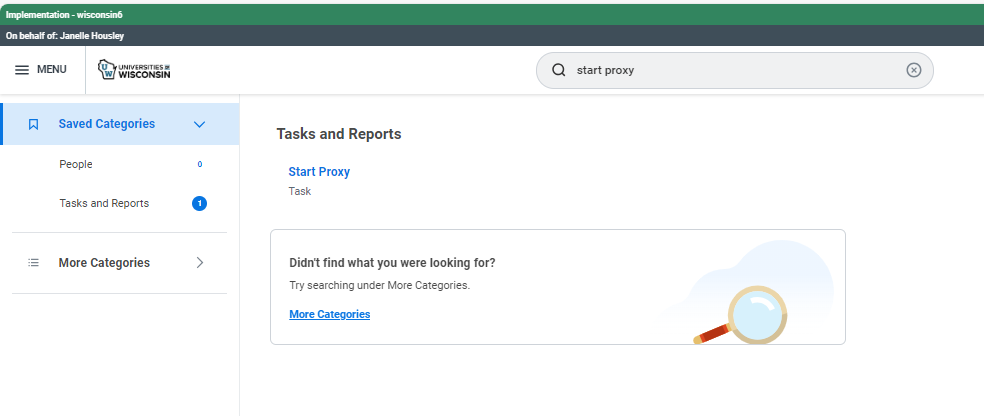 Implementation - wisconsin6
On behalf of: Janelle Housley
MENU
UW
UNIVERSITIES OF
WISCONSIN
start proxy
Saved Categories
People
0
Tasks and Reports
1
More Categories
Tasks and Reports
Start Proxy
Task
Didn't find what you were looking for?
Try searching under More Categories.
More Categories